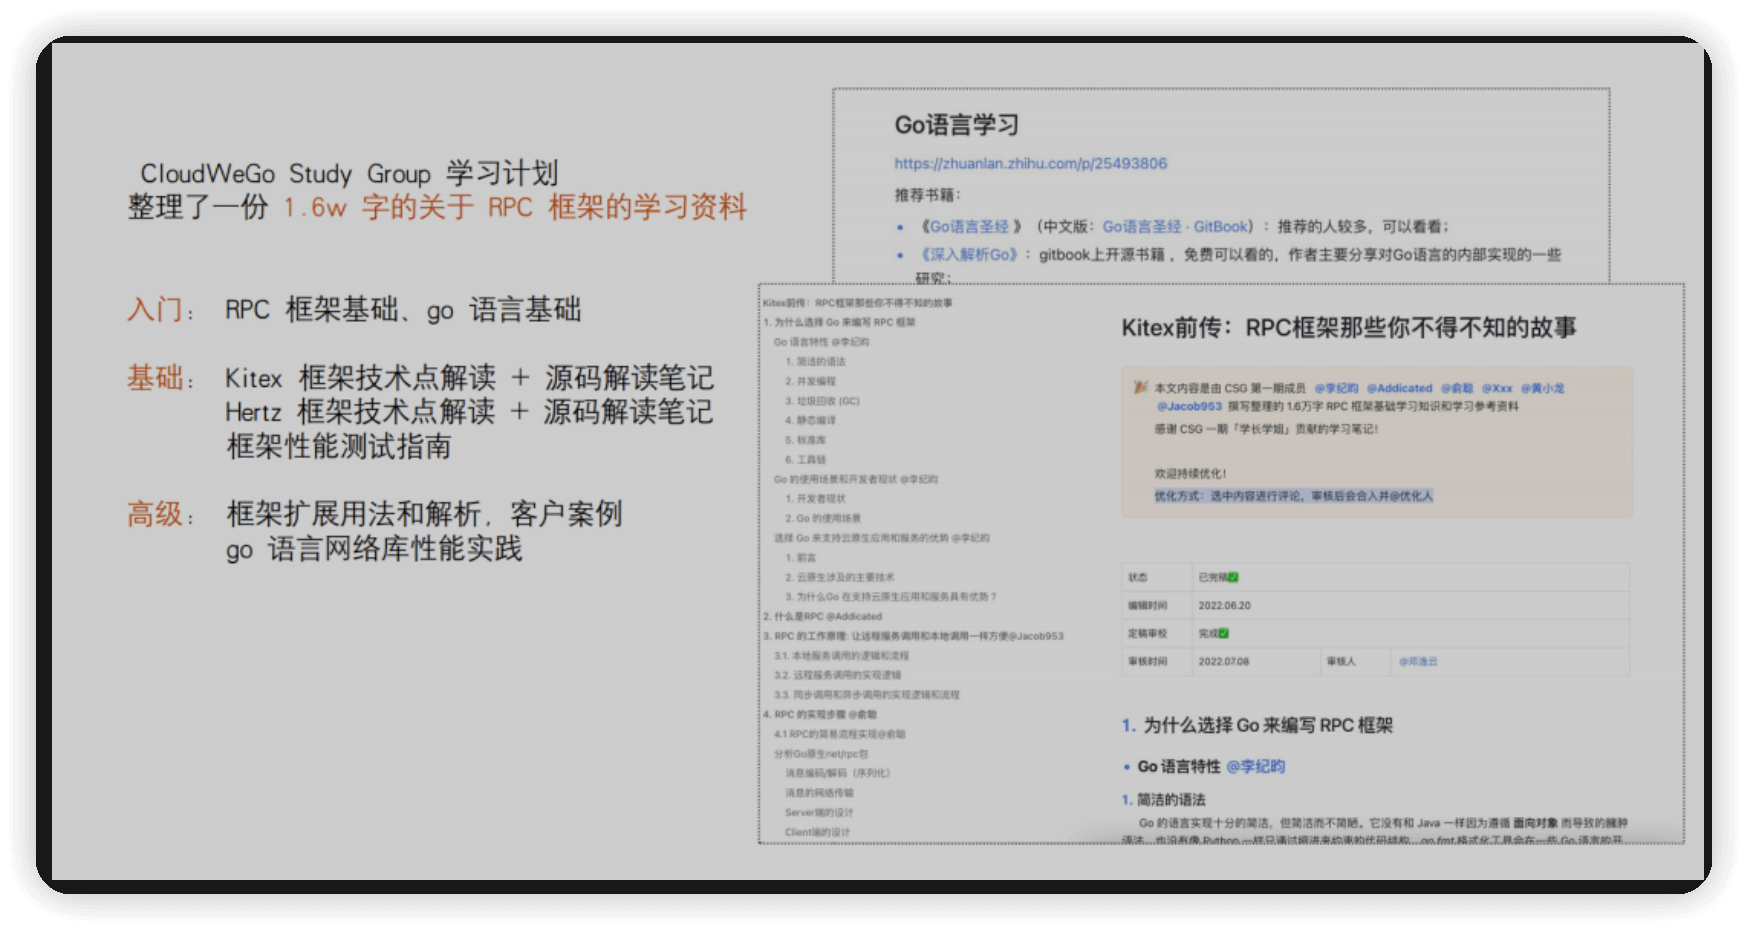 CloudWeGo Study Group 学习计划
整理了一份 1.6w 字的关于 RPC 框架的学习资料
入门： RPC 框架基础、go 语言基础
基础： Kitex 框架技术点解读 + 源码解读笔记
Hertz 框架技术点解读 + 源码解读笔记
框架性能测试指南
高级： 框架扩展用法和解析，客户案例
go 语言网络库性能实践
Go语言学习
https://zhuanlan.zhihu.com/p/25493806
推荐书籍：
• 《Go语言圣经 》（中文版：Go语言圣经 · GitBook）：推荐的人较多，可以看看；
• 《深入解析Go》：gitbook上开源书籍，免费可以看的，作者主要分享对Go语言的内部实现的一些
研究；
Kitex前传：RPC框架那些你不得不知的故事
1. 为什么选择 Go 来编写 RPC 框架
Go 语言特性 @李纪昀
1. 简洁的语法
2. 并发编程
3. 垃圾回收 (GC)
4. 静态编译
5. 标准库
6. 工具链
Go 的使用场景和开发者现状 @李纪昀
1. 开发者现状
2. Go 的使用场景
选择 Go 来支持云原生应用和服务的优势 @李纪昀
1. 前言
2. 云原生涉及的主要技术
3. 为什么Go 在支持云原生应用和服务具有优势？
2. 什么是RPC @Addicated
3. RPC 的工作原理: 让远程服务调用和本地调用一样方便@Jacob953
3.1. 本地服务调用的逻辑和流程
3.2. 远程服务调用的实现逻辑
3.3. 同步调用和异步调用的实现逻辑和流程
4. RPC 的实现步骤 @俞聪
4.1 RPC的简易流程实现@俞聪
分析Go原生net/rpc包
消息编码/解码（序列化）
消息的网络传输
Server端的设计
Client端的设计
Kitex前传：RPC框架那些你不得不知的故事
本文内容是由 CSG 第一期成员 @李纪昀 @Addicated @俞聪 @Xxx @黄小龙
@Jacob953 撰写整理的 1.6万字 RPC 框架基础学习知识和学习参考资料
感谢 CSG 一期「学长学姐」贡献的学习笔记！
欢迎持续优化！
优化方式：选中内容进行评论，审核后会合入并@优化人
状态 已完稿✅
编辑时间 2022.06.20
定稿审校 完成✅
审核时间 2022.07.08 审核人 @邓逸云
1. 为什么选择 Go 来编写 RPC 框架
• Go 语言特性 @李纪昀
1. 简洁的语法
Go 的语言实现十分的简洁，但简洁而不简陋，它没有和 Java 一样因为遵循 面向对象 而导致的臃肿
语法，也没有像 Python 一样只通过缩进来约束的代码结构，go fmt 格式化工具会在一些 Go 语言的开